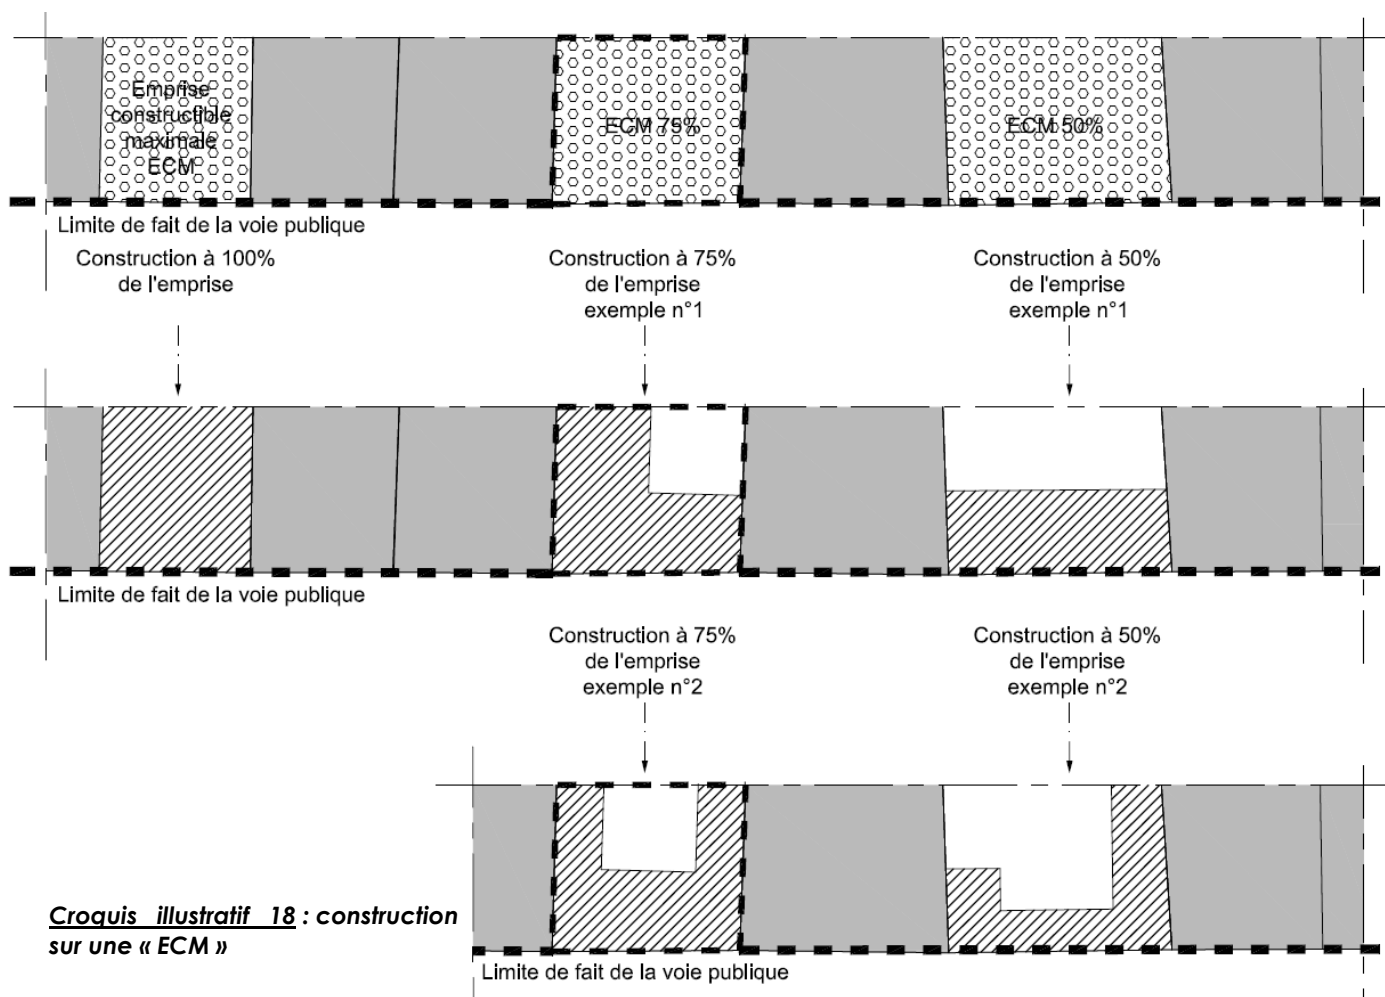 Emprise
constructible
maximale
ECM
ECM 75%
ECM 50%
Limite de fait de la voie publique
Construction à 100%
de l'emprise
Construction à 75%
de l'emprise
exemple n°1
Construction à 50%
de l'emprise
exemple n°1
Limite de fait de la voie publique
Construction à 75%
de l'emprise
exemple n°2
Construction à 50%
de l'emprise
exemple n°2
Croquis illustratif 18 : construction
sur une « ECM »
Limite de fait de la voie publique